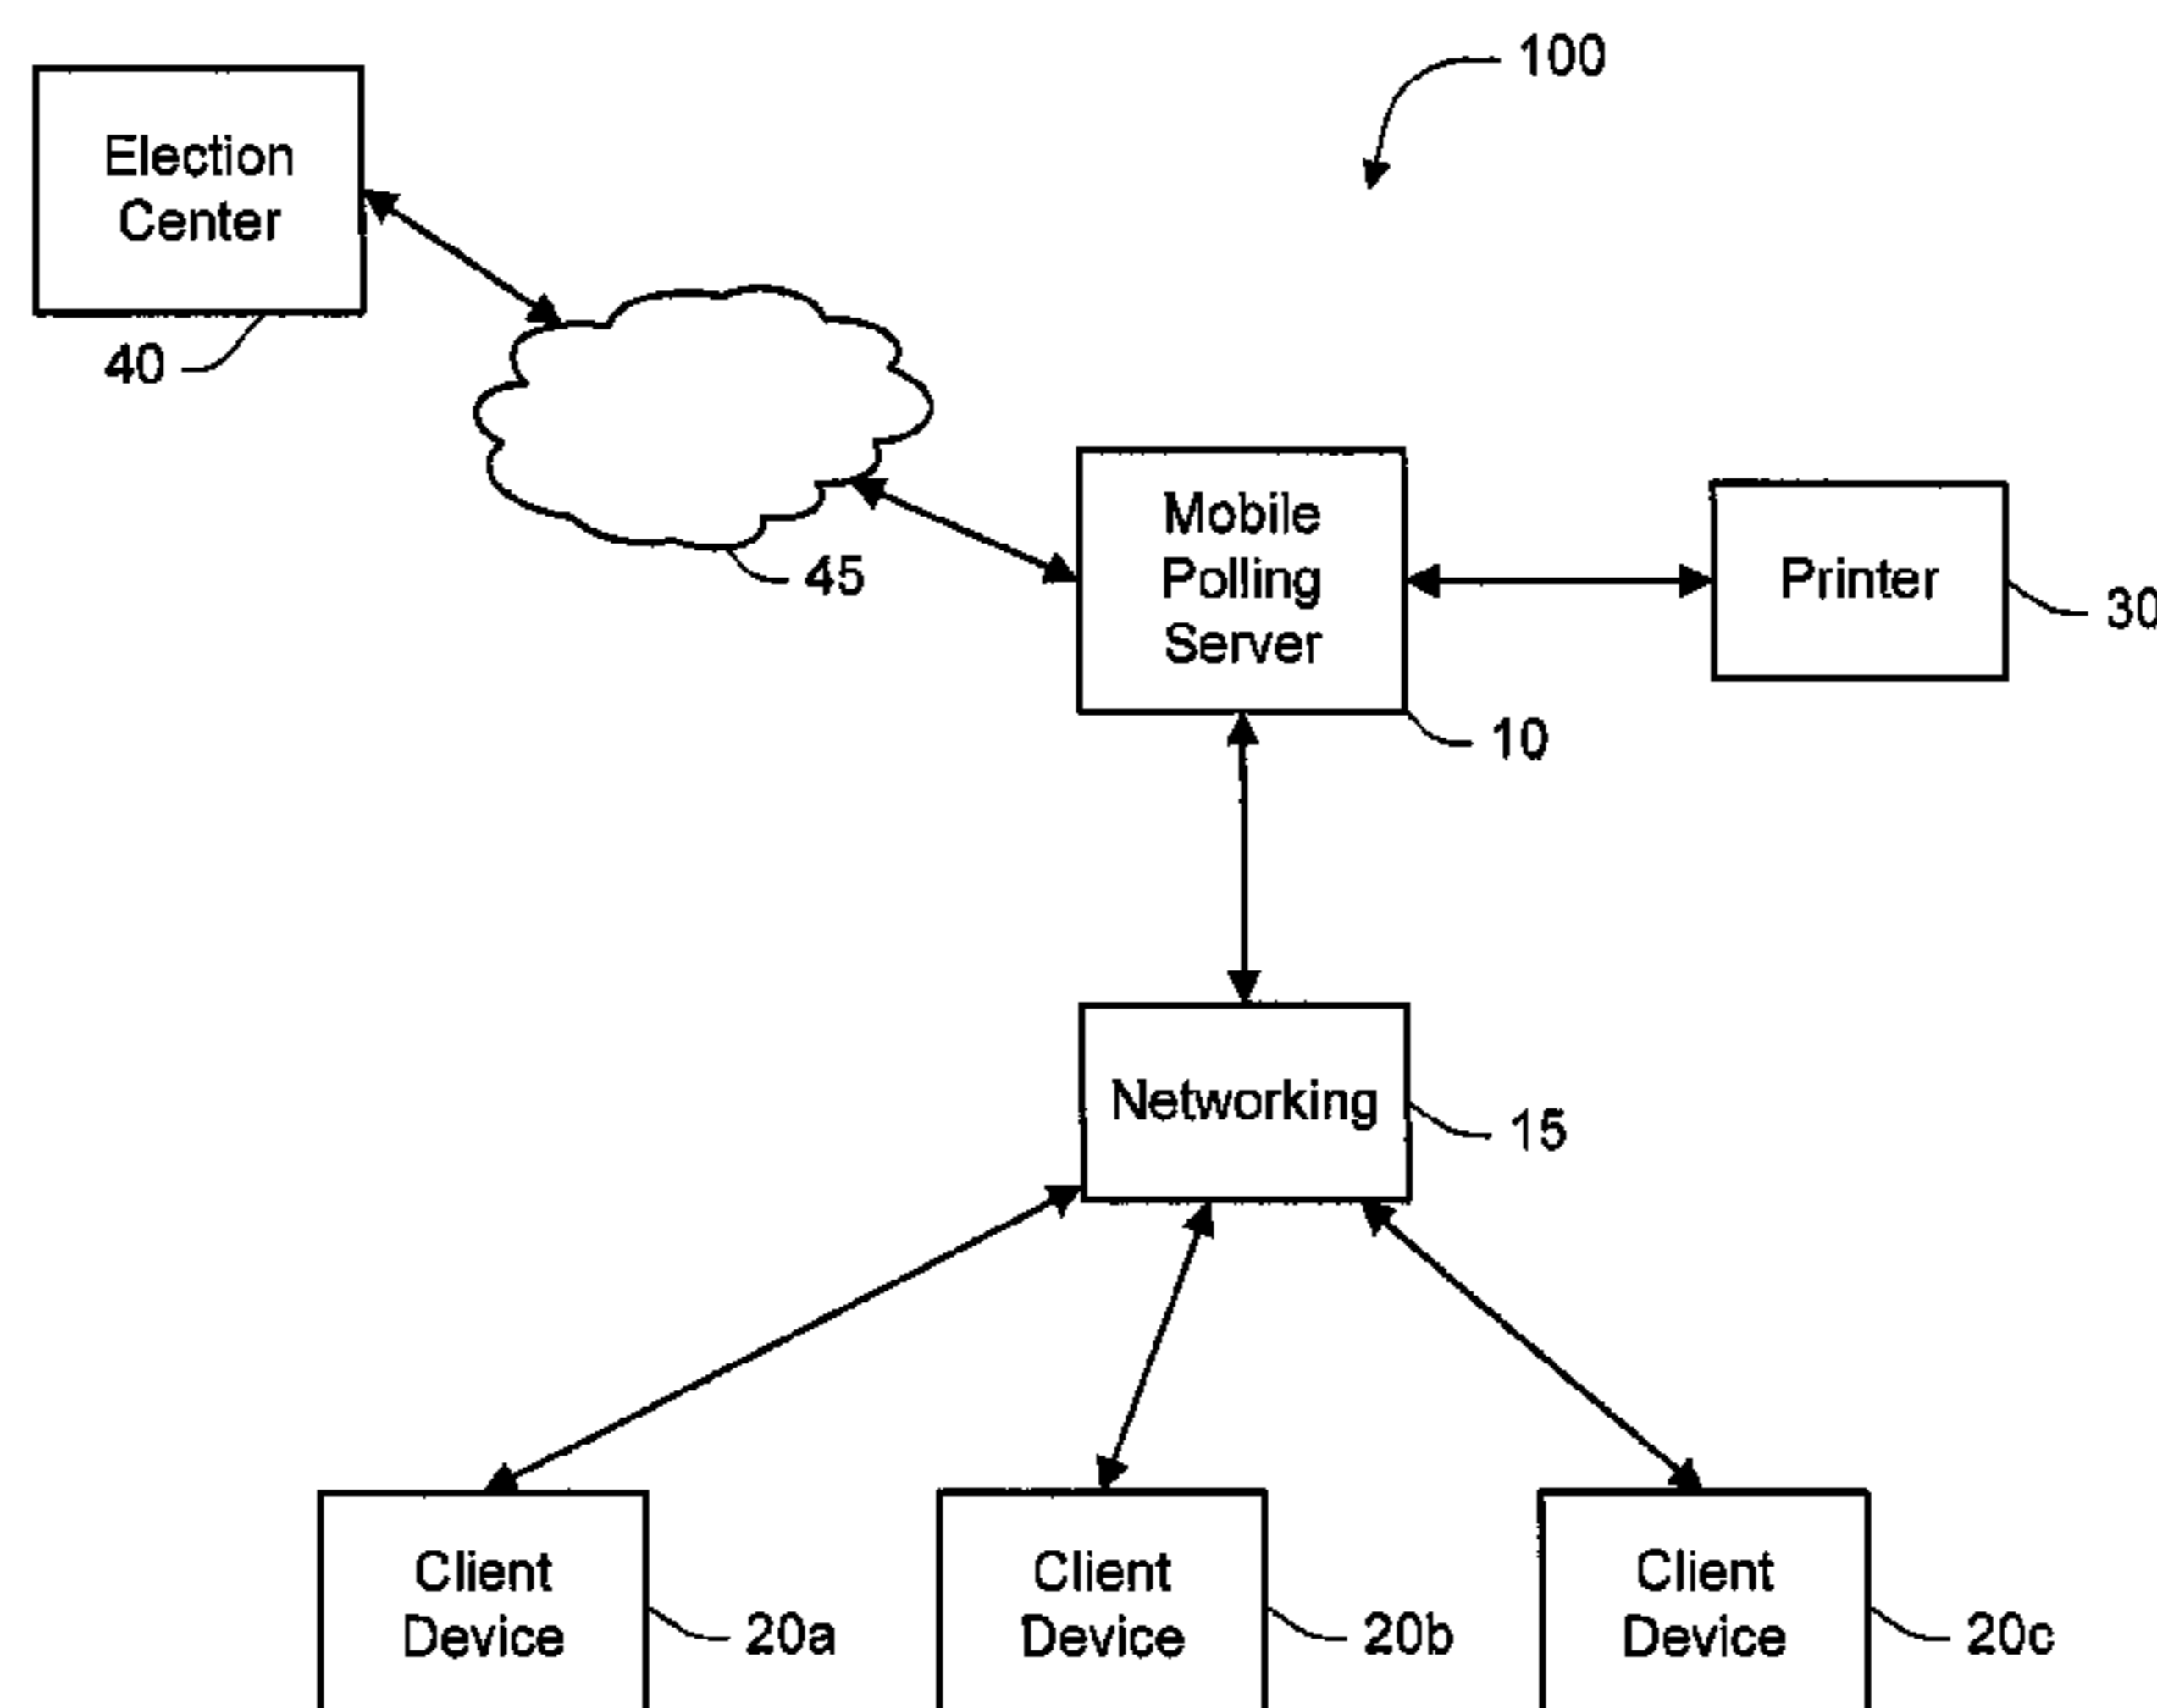 100
Election
Center
40
45
Mobile
Polling
Server
10
Printer
30
Networking
15
Client
Device
20a
Client
Device
20b
Client
Device
20c